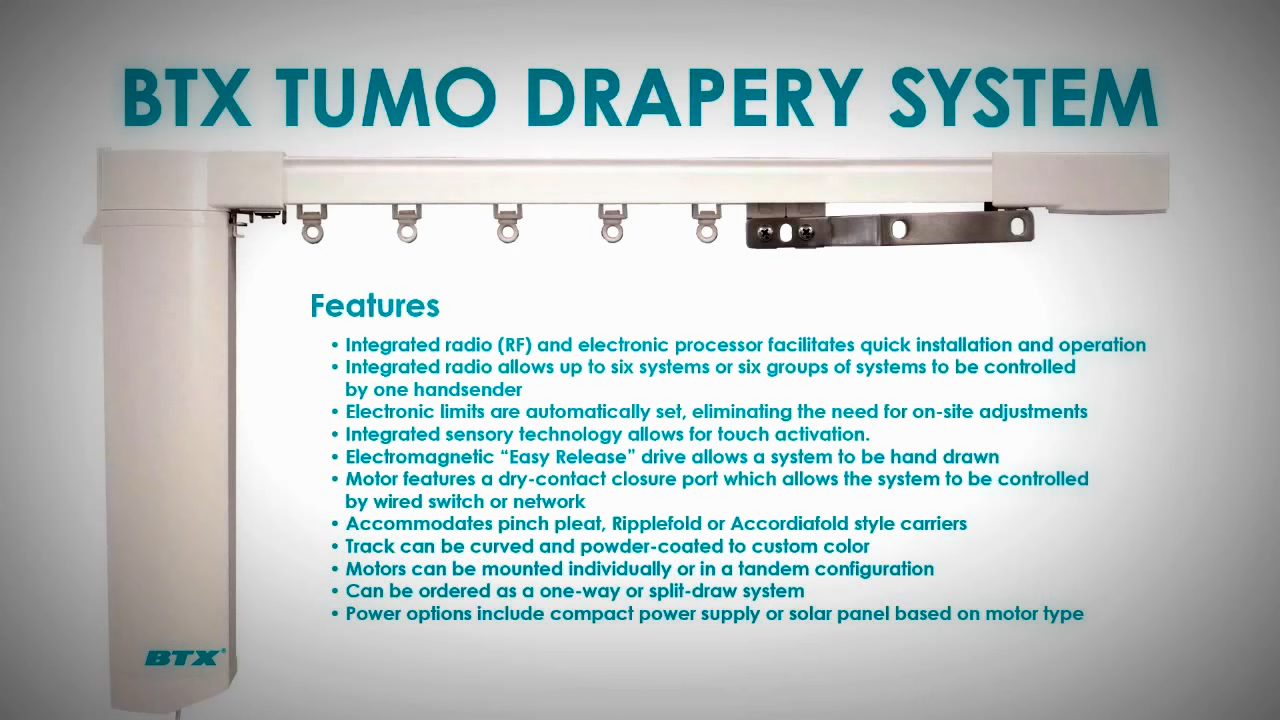 BTX TUMO DRAPERY SYSTEM
Features
• Integrated radio (RF) and electronic processor facilitates quick installation and operation
• Integrated radio allows up to six systems or six groups of systems to be controlled
by one handsender
• Electronic limits are automatically set, eliminating the need for on-site adjustments
• Integrated sensory technology allows for touch activation.
• Electromagnetic “Easy Release” drive allows a system to be hand drawn
• Motor features a dry-contact closure port which allows the system to be controlled
by wired switch or network
• Accommodates pinch pleat, Ripplefold or Accordiafold style carriers
• Track can be curved and powder-coated to custom color
• Motors can be mounted individually or in a tandem configuration
• Can be ordered as a one-way or split-draw system
• Power options include compact power supply or solar panel based on motor type
BTX®